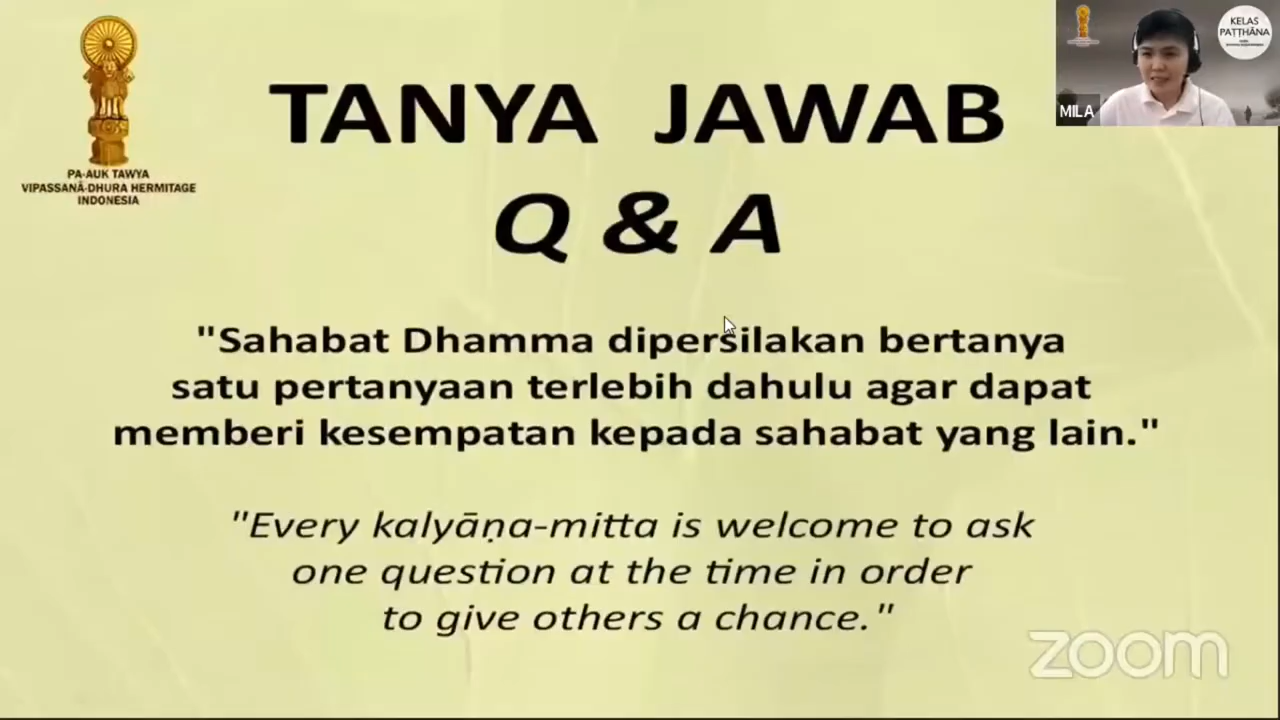 PA-AUK TAWYA
VIPASSANĀ-DHURA HERMITAGE
INDONESIA
TANYA JAWAB
Q & A
"Sahabat Dhamma dipersilakan bertanya
satu pertanyaan terlebih dahulu agar dapat
memberi kesempatan kepada sahabat yang lain."
"Every kalyāṇa-mitta is welcome to ask
one question at the time in order
to give others a chance."
MILA
KELAS
PAṬṬHĀNA
zoom